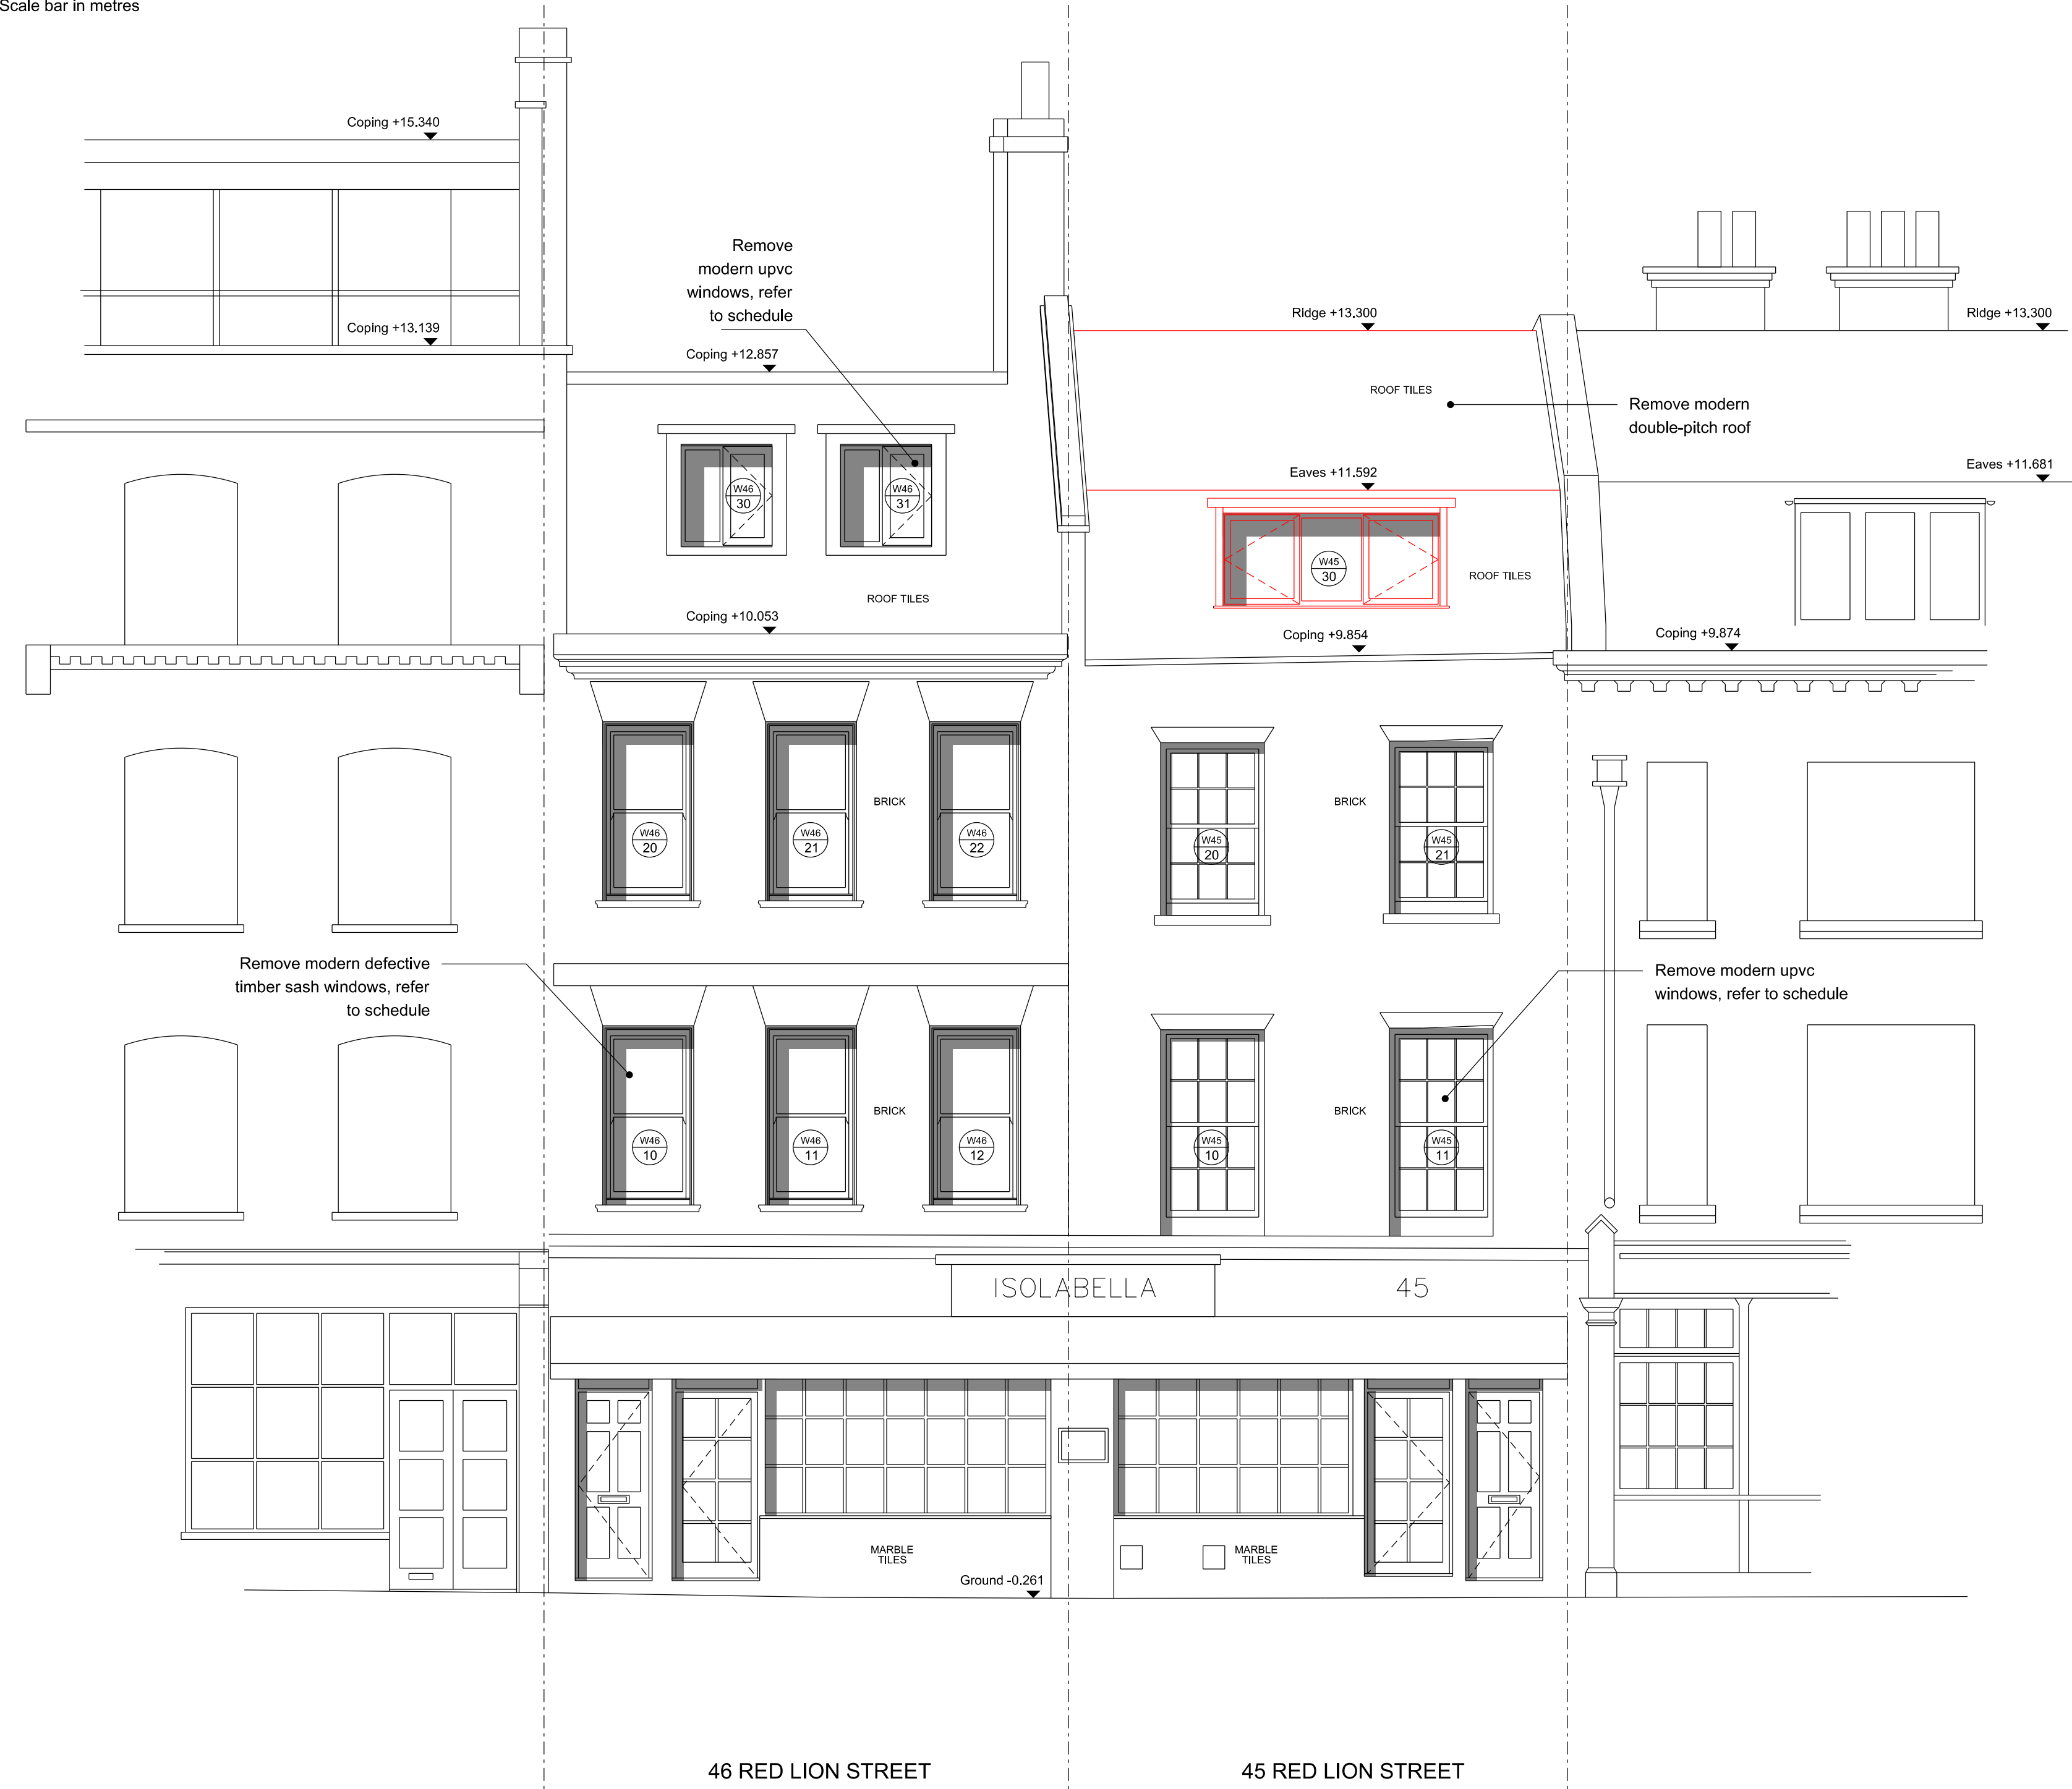 Scale bar in metres
Coping +15.340
Remove
modern upvc
windows, refer
to schedule
Coping +13.139
Coping +12.857
Ridge +13.300
Ridge +13.300
ROOF TILES
Remove modern
double-pitch roof
Eaves +11.592
Eaves +11.681
W46
30
W46
31
W45
30
ROOF TILES
ROOF TILES
Coping +10.053
Coping +9.854
Coping +9.874
BRICK
BRICK
W46
20
W46
21
W46
22
W45
20
W45
21
Remove modern defective
timber sash windows, refer
to schedule
Remove modern upvc
windows, refer to schedule
BRICK
BRICK
W46
10
W46
11
W46
12
W45
10
W45
11
ISOLABELLA
45
MARBLE
TILES
MARBLE
TILES
Ground -0.261
46 RED LION STREET
45 RED LION STREET